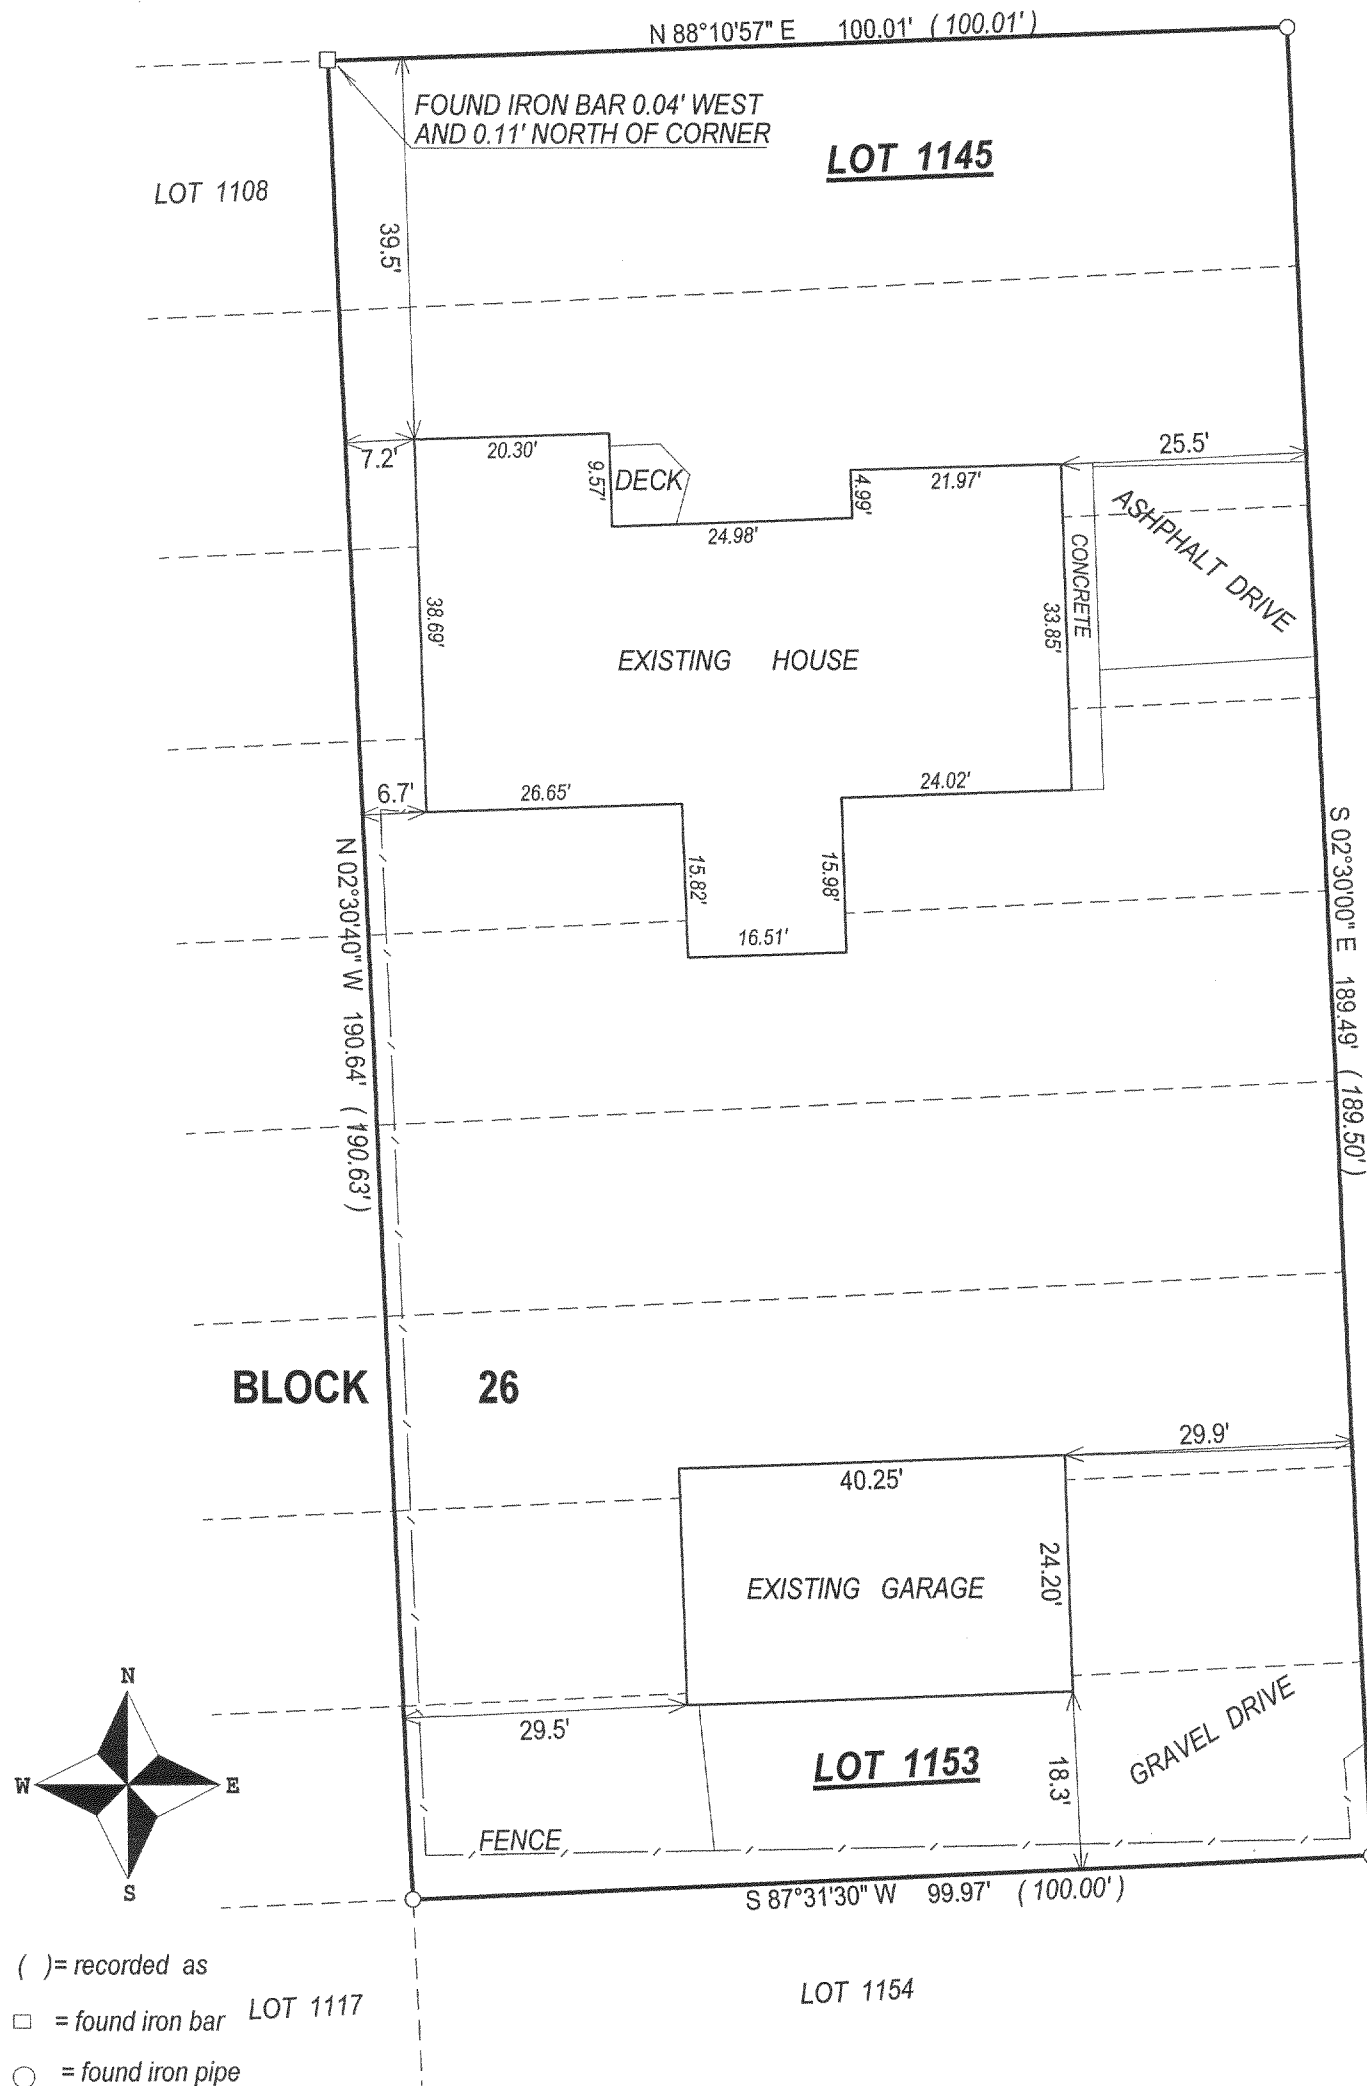 N 88°10'57" E 100.01' ( 100.01' )
FOUND IRON BAR 0.04' WEST
AND 0.11' NORTH OF CORNER
LOT 1145
LOT 1108
39.5'
7.2'
20.30'
9.57'
DECK
24.98'
4.99'
21.97'
25.5'
ASHPHALT DRIVE
CONCRETE
38.69'
33.85'
EXISTING HOUSE
6.7'
26.65'
24.02'
15.82'
15.98'
16.51'
N 02°30'40" W 190.64' ( 190.63' )
S 02°30'00" E 189.49' ( 189.50' )
BLOCK 26
29.9'
40.25'
24.20'
EXISTING GARAGE
29.5'
LOT 1153
18.3'
GRAVEL DRIVE
FENCE
N
W
E
S
S 87°31'30" W 99.97' ( 100.00' )
( )= recorded as
LOT 1117
LOT 1154
= found iron bar
= found iron pipe